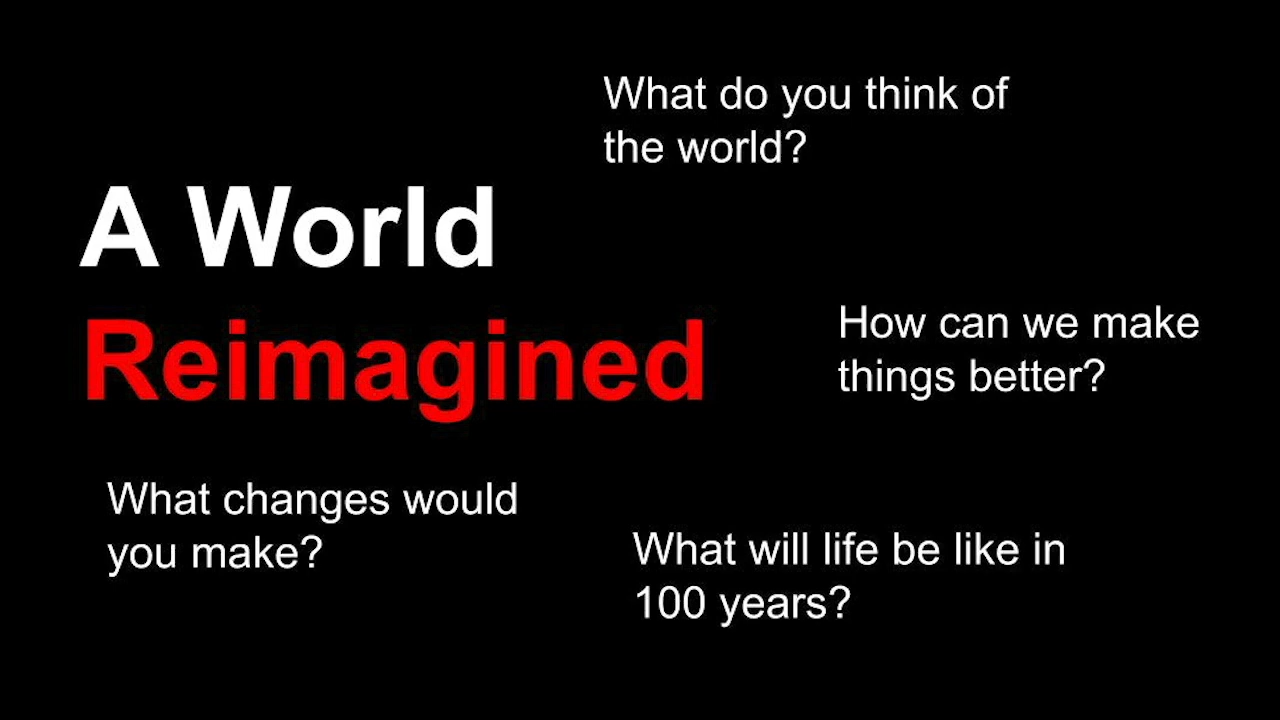 What do you think of
the world?
A World
Reimagined
How can we make
things better?
What changes would
you make?
What will life be like in
100 years?